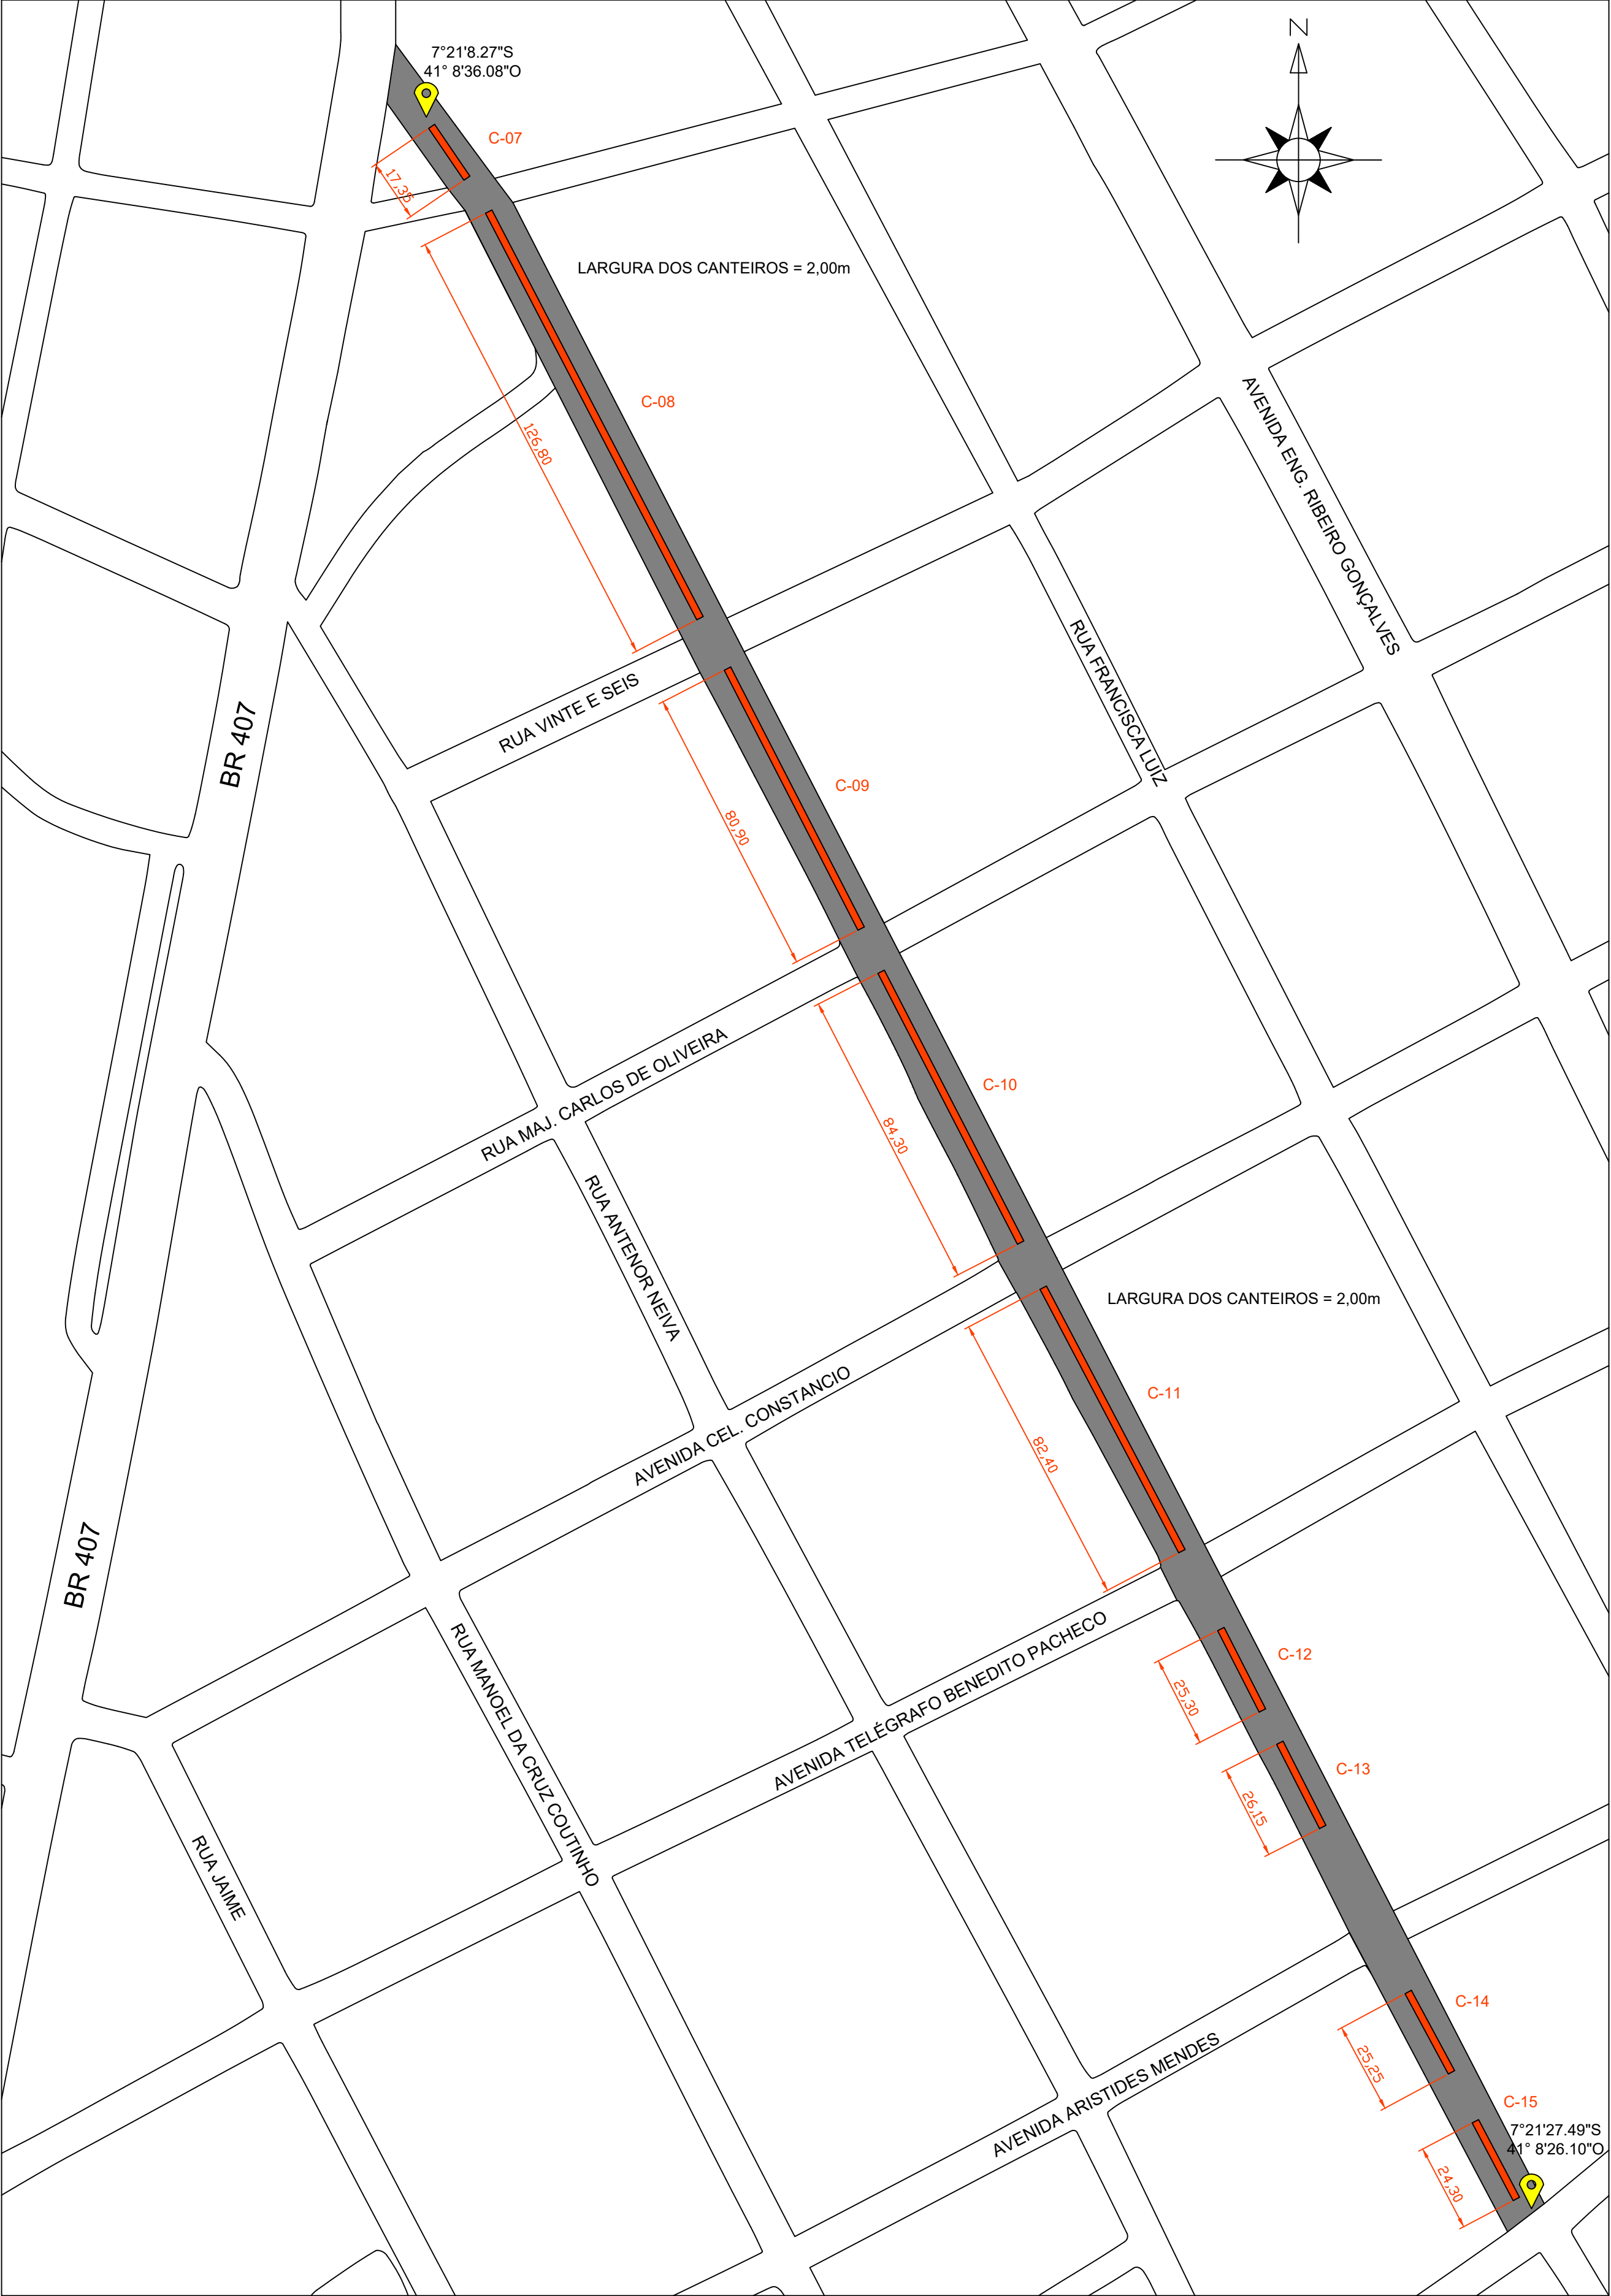 N
7°21'8.27"S
41° 8'36.08"O
C-07
17,35
LARGURA DOS CANTEIROS = 2,00m
C-08
126,80
AVENIDA ENG. RIBEIRO GONÇALVES
RUA FRANCISCA LUIZ
RUA VINTE E SEIS
BR 407
C-09
80,90
RUA MAJ. CARLOS DE OLIVEIRA
C-10
84,30
RUA ANTENOR NEIVA
LARGURA DOS CANTEIROS = 2,00m
C-11
82,40
AVENIDA CEL. CONSTANCIO
BR 407
RUA MANOEL DA CRUZ COUTINHO
AVENIDA TELÉGRAFO BENEDITO PACHECO
C-12
25,30
C-13
26,15
RUA JAIME
C-14
25,25
AVENIDA ARISTIDES MENDES
C-15
7°21'27.49"S
41° 8'26.10"O
24,30